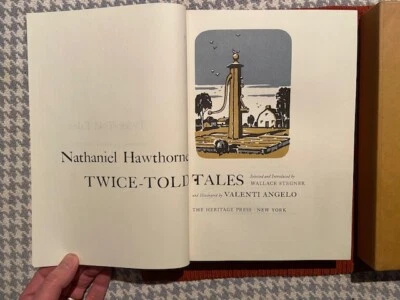 Nathaniel Hawthorne
TWICE-TOLD TALES
Selected and Introduced by
WALLACE STEGNER
and Illustrated by VALENTI ANGELO
THE HERITAGE PRESS NEW YORK